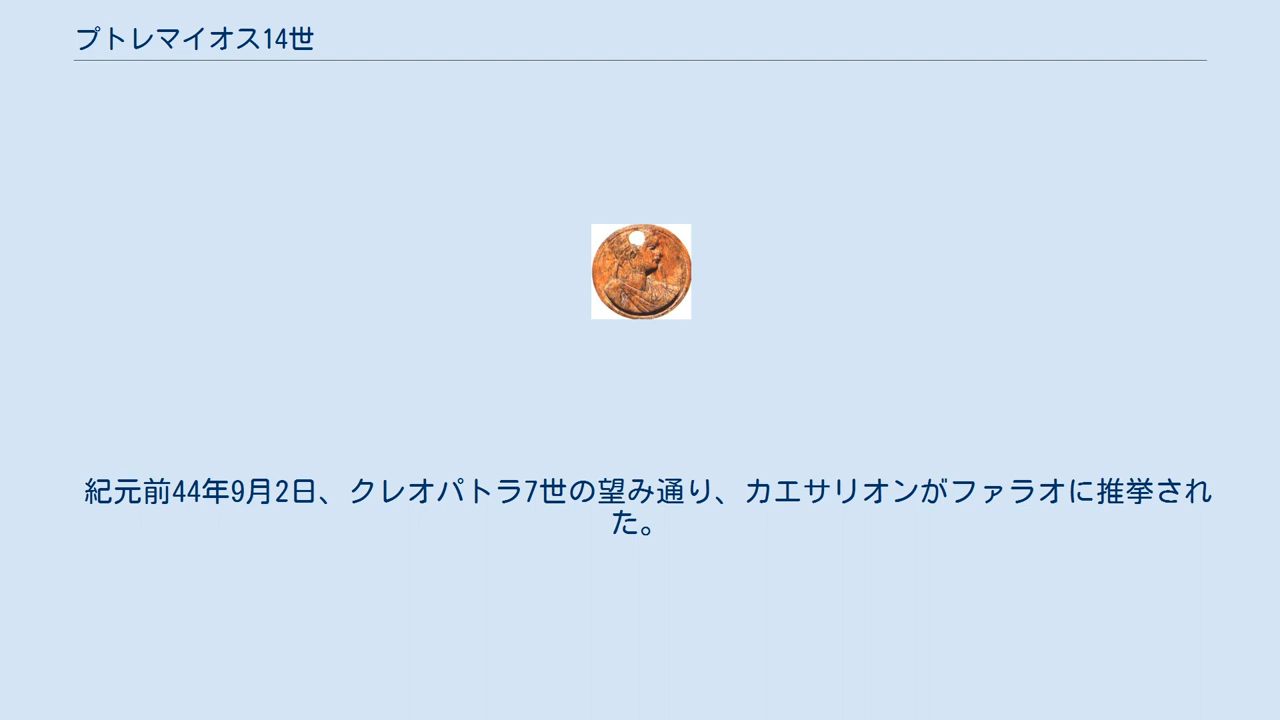 プトレマイオス14世
紀元前44年9月2日、クレオパトラ7世の望み通り、カエサリオンがファラオに推挙され
た。